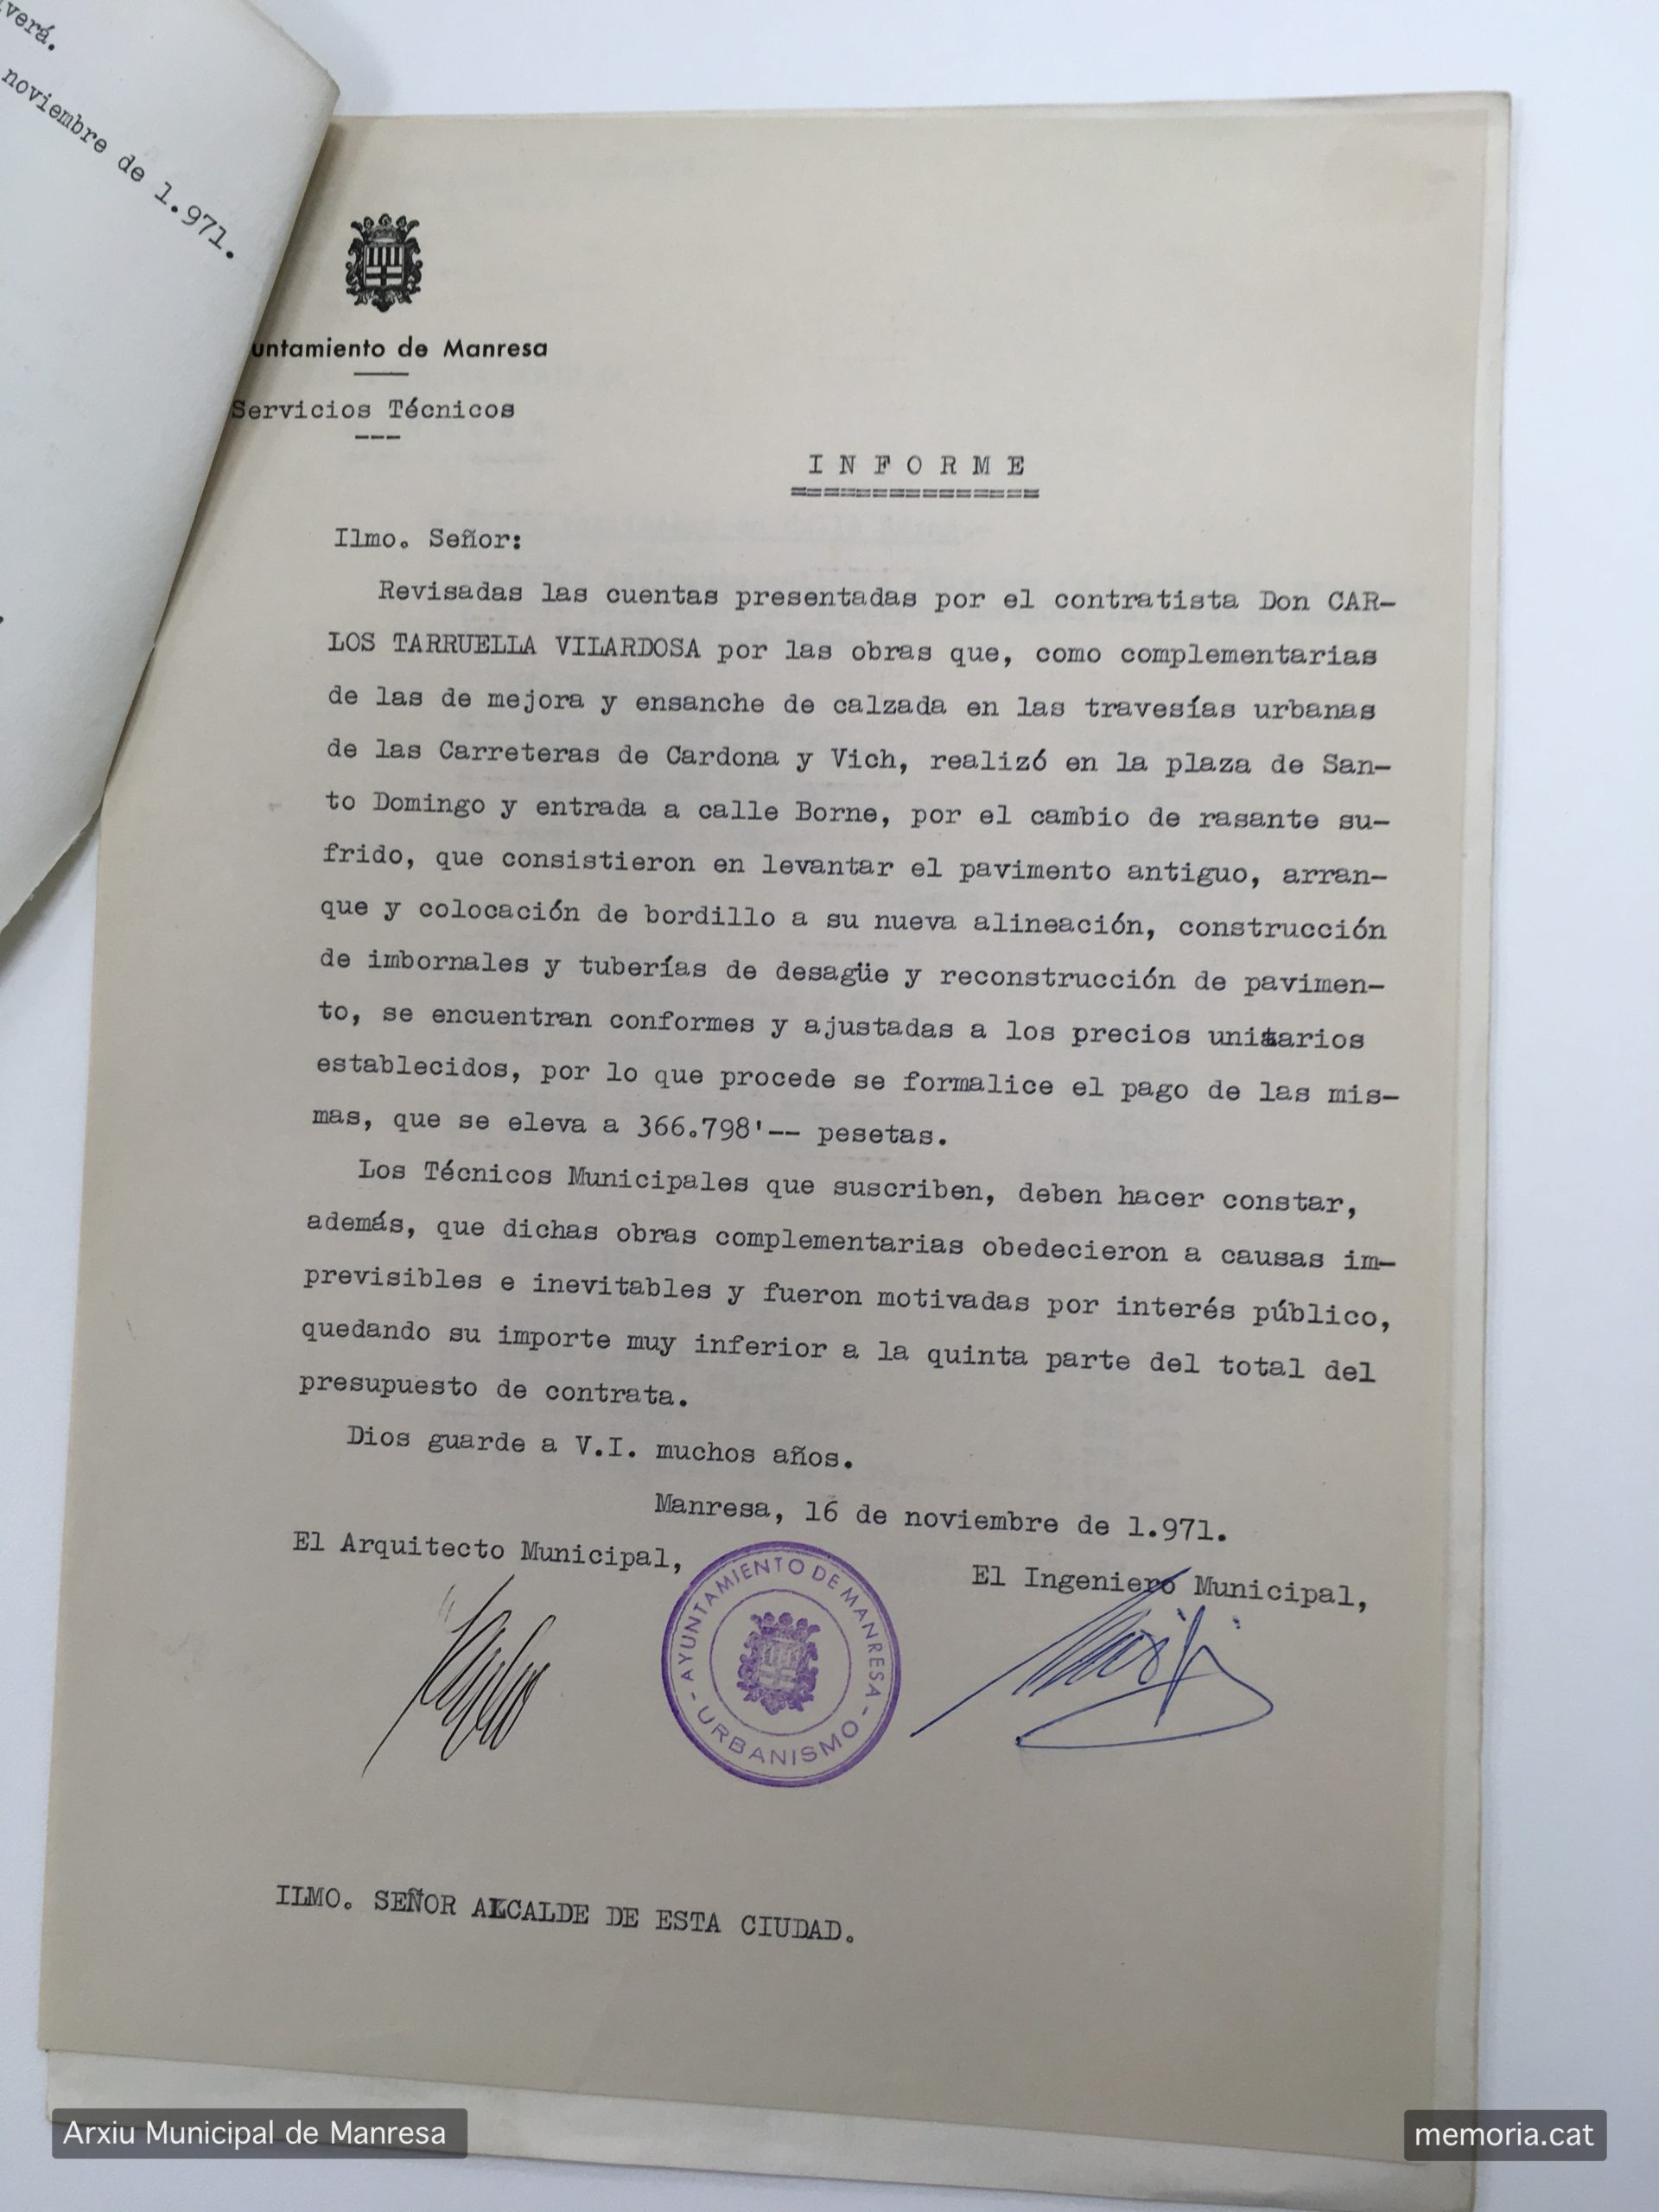 verá.
noviembre de 1.971.
untamiento de Manresa
Servicios Técnicos
INFORME
Ilmo. Señor:
Revisadas las cuentas presentadas por el contratista Don CAR-
LOS TARRUELLA VILARDOSA por las obras que, como complementarias
de las de mejora y ensanche de calzada en las travesías urbanas
de las Carreteras de Cardona y Vich, realizó en la plaza de San-
to Domingo y entrada a calle Borne, por el cambio de rasante su-
frido, que consistieron en levantar el pavimento antiguo, arran-
que y colocación de bordillo a su nueva alineación, construcción
de imbornales y tuberías de desagüe y reconstrucción de pavimen-
to, se encuentran conformes y ajustadas a los precios unitarios
establecidos, por lo que procede se formalice el pago de las mis-
mas, que se eleva a 366.798'-- pesetas.
Los Técnicos Municipales que suscriben, deben hacer constar,
además, que dichas obras complementarias obedecieron a causas im-
previsibles e inevitables y fueron motivadas por interés público,
quedando su importe muy inferior a la quinta parte del total del
presupuesto de contrata.
Dios guarde a V.I. muchos años.
Manresa, 16 de noviembre de 1.971.
El Arquitecto Municipal,
El Ingeniero Municipal,
- AYUNTAMIENTO DE MANRESA -
URBANISMO
ILMO. SEÑOR ALCALDE DE ESTA CIUDAD.
Arxiu Municipal de Manresa
memoria.cat